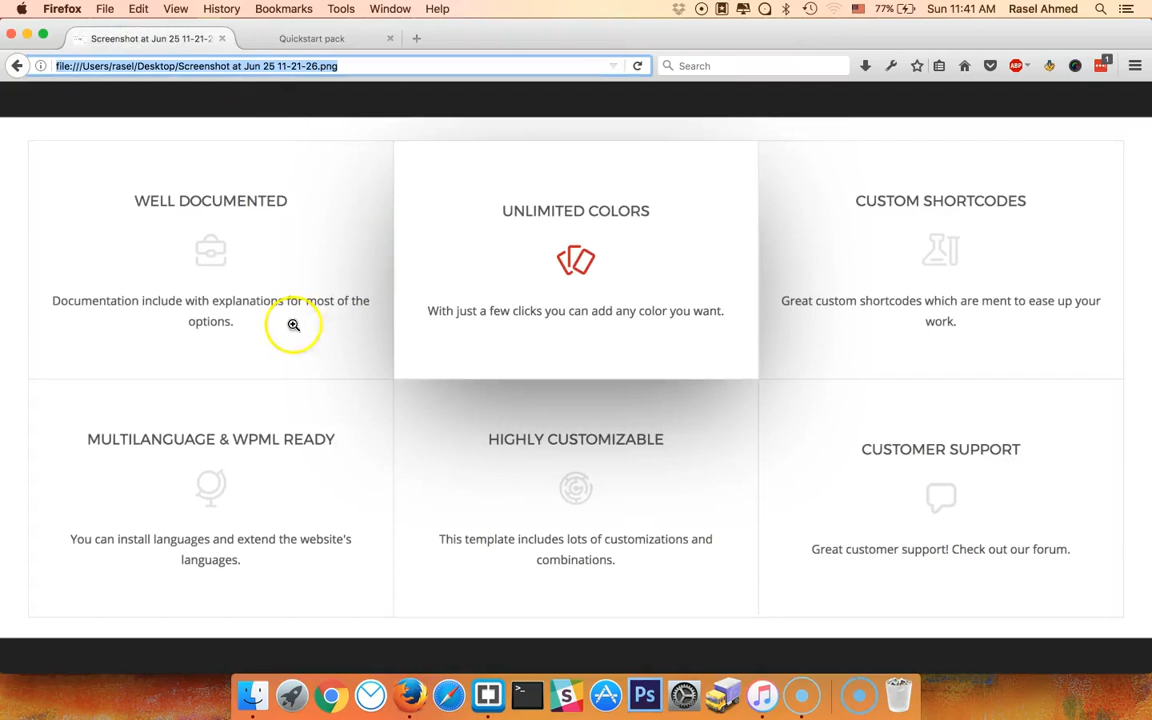 Firefox File Edit View History Bookmarks Tools Window Help 77% Sun 11:41 AM Rasel Ahmed
Screenshot at Jun 25 11-21-2
Quickstart pack
file:///Users/rasel/Desktop/Screenshot at Jun 25 11-21-26.png
Search
ABP
1
WELL DOCUMENTED
Documentation include with explanations for most of the
options.
UNLIMITED COLORS
With just a few clicks you can add any color you want.
CUSTOM SHORTCODES
Great custom shortcodes which are ment to ease up your
work.
MULTILANGUAGE & WPML READY
You can install languages and extend the website's
languages.
HIGHLY CUSTOMIZABLE
This template includes lots of customizations and
combinations.
CUSTOMER SUPPORT
Great customer support! Check out our forum.
Ps